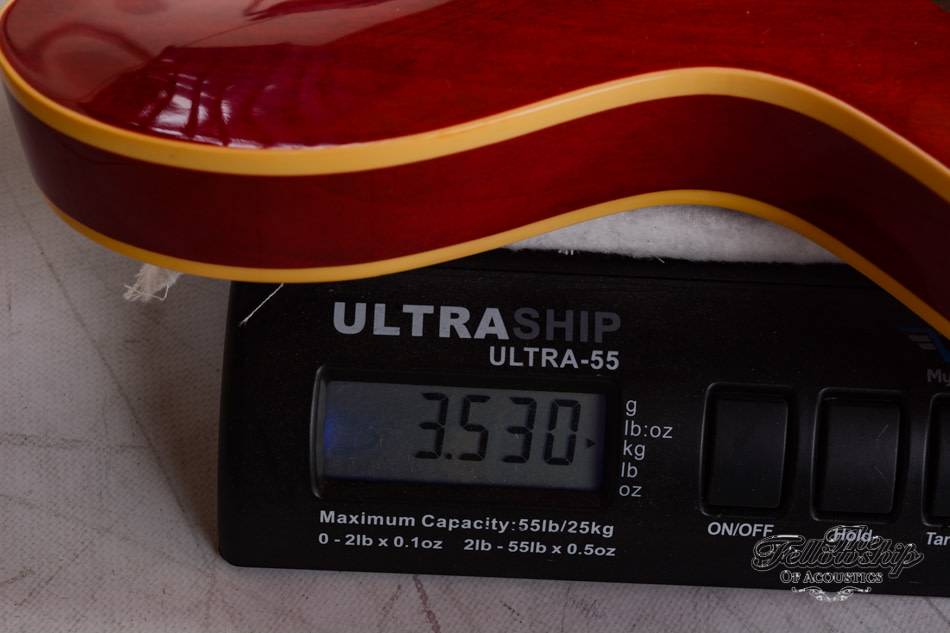 ULTRASHIP
ULTRA-55
3.530
g
lb:oz
kg
lb
oz
Maximum Capacity:55lb/25kg
0 - 2lb x 0.1oz 2lb - 55lb x 0.5oz
ON/OFF
Hold
The
Fellowship
OF ACOUSTICS